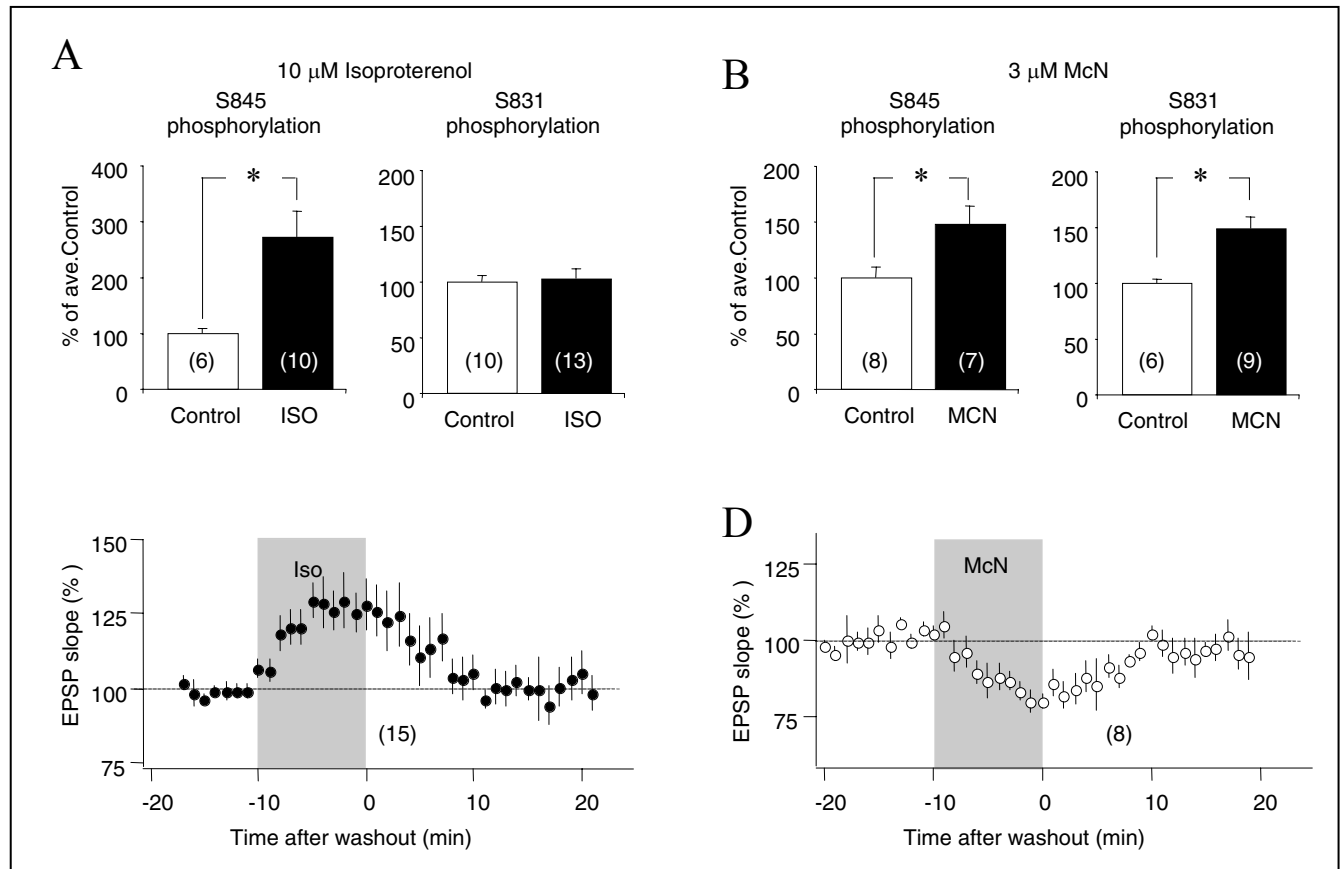 A
10 μM Isoproterenol
S845
phosphorylation
S831
phosphorylation
% of ave.Control
400
300
200
100
0
*
(6)
(10)
Control
ISO
200
150
100
50
0
(10)
(13)
Control
ISO
B
3 μM McN
S845
phosphorylation
S831
phosphorylation
% of ave.Control
200
150
100
50
0
*
(8)
(7)
Control
MCN
200
150
100
50
0
*
(6)
(9)
Control
MCN
EPSP slope (% )
150
125
100
75
Iso
(15)
-20
-10
0
10
20
Time after washout (min)
D
EPSP slope (% )
125
100
75
McN
(8)
-20
-10
0
10
20
Time after washout (min)